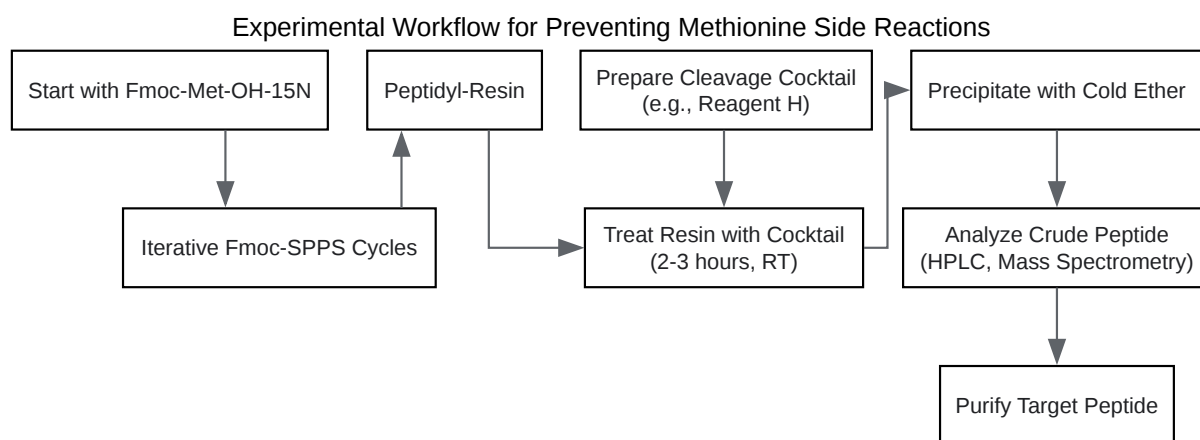 Experimental Workflow for Preventing Methionine Side Reactions
Start with Fmoc-Met-OH-15N
Iterative Fmoc-SPPS Cycles
Peptidyl-Resin
Prepare Cleavage Cocktail
(e.g., Reagent H)
Treat Resin with Cocktail
(2-3 hours, RT)
Precipitate with Cold Ether
Analyze Crude Peptide
(HPLC, Mass Spectrometry)
Purify Target Peptide